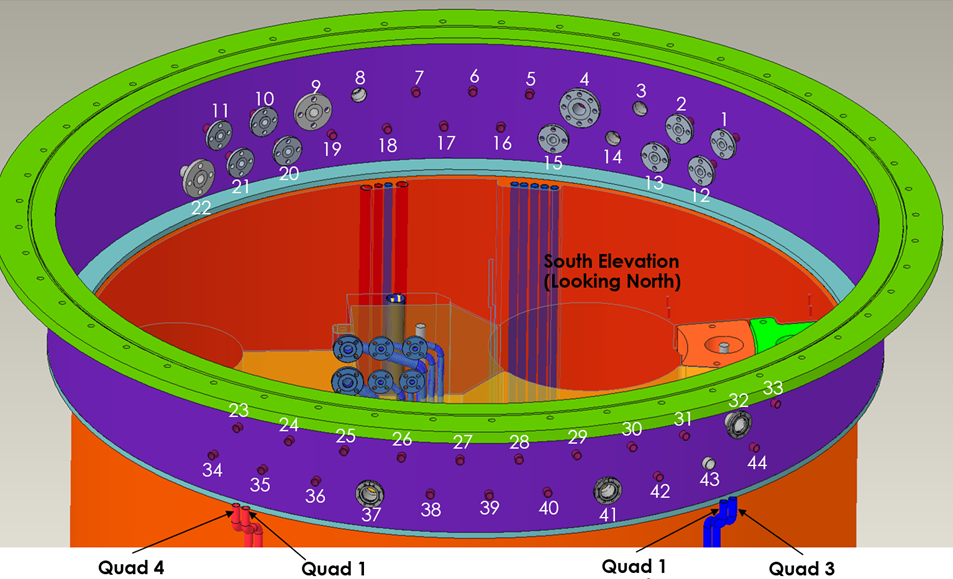 11 10 9 8 7 6 5 4 3 2 1
22 21 20 19 18 17 16 15 14 13 12
South Elevation
(Looking North)
23 24 25 26 27 28 29 30 31 32 33
34 35 36 37 38 39 40 41 42 43 44
Quad 4 Quad 1 Quad 1 Quad 3